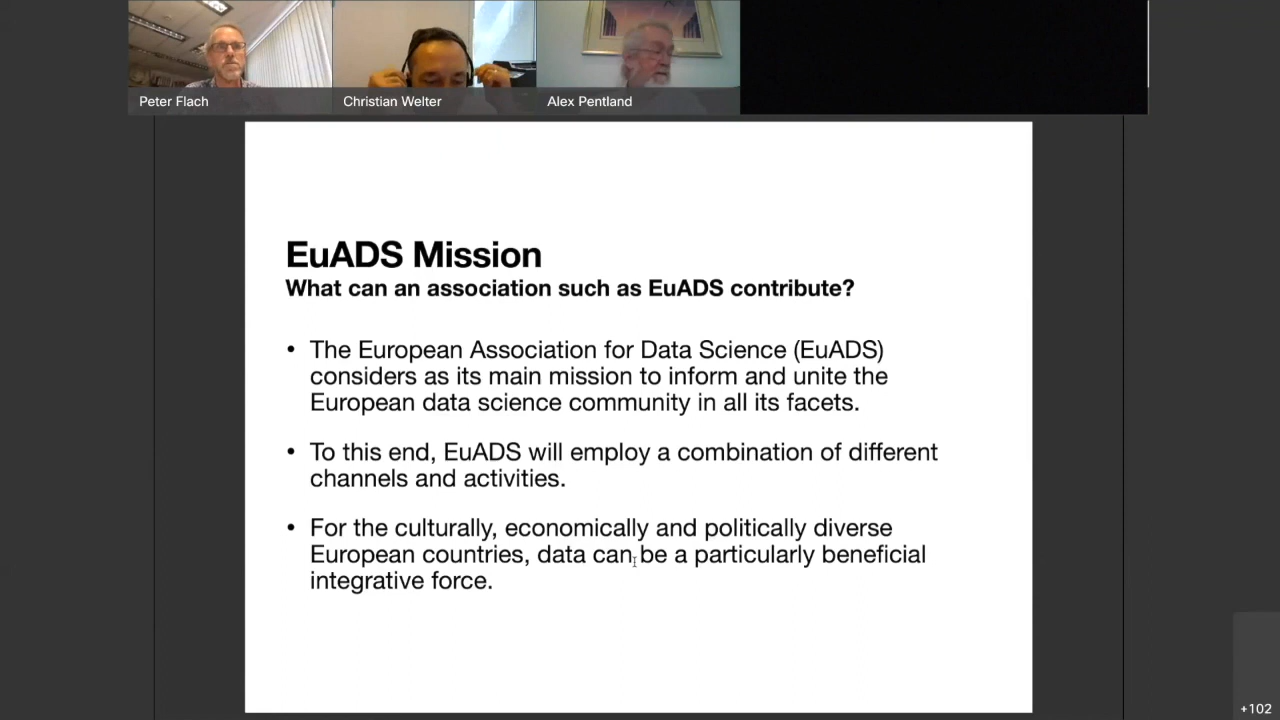 Peter Flach
Christian Welter
Alex Pentland
EuADS Mission
What can an association such as EuADS contribute?
• The European Association for Data Science (EuADS)
considers as its main mission to inform and unite the
European data science community in all its facets.
• To this end, EuADS will employ a combination of different
channels and activities.
• For the culturally, economically and politically diverse
European countries, data can be a particularly beneficial
integrative force.
+102